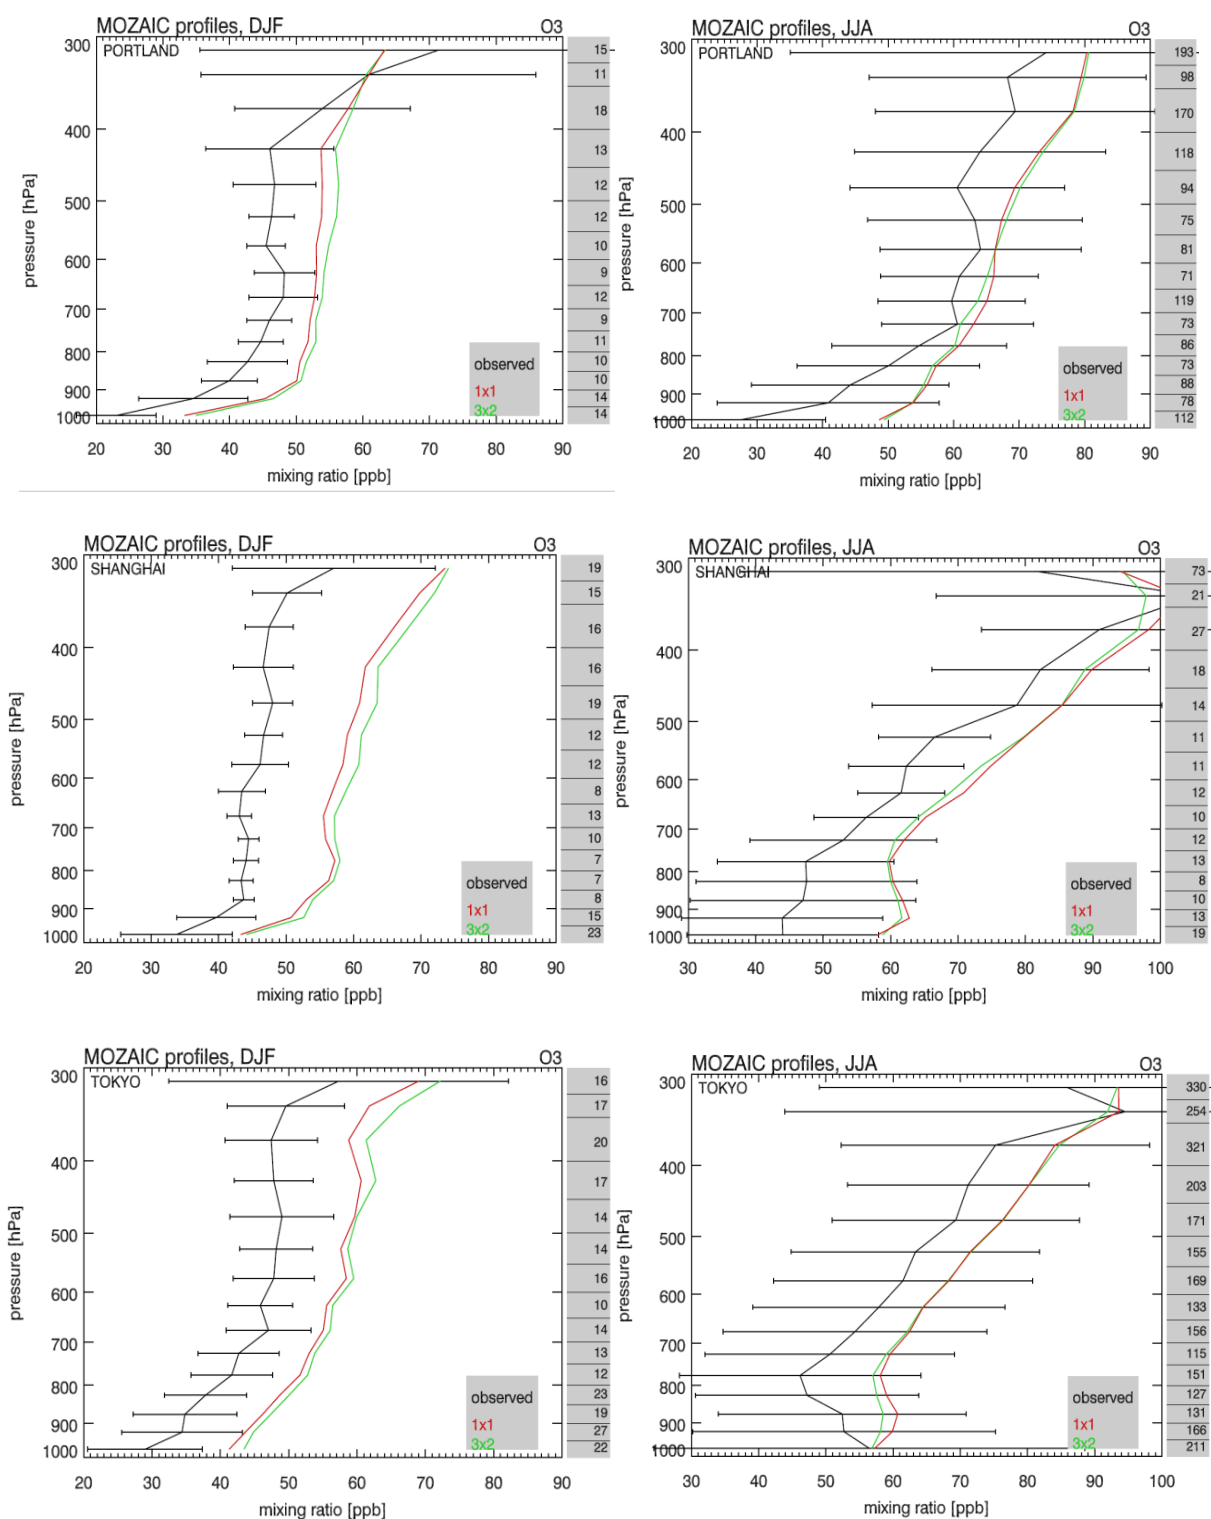 MOZAIC profiles, DJF O3
PORTLAND
300
400
500
600
700
800
900
1000
pressure [hPa]
15
11
18
13
12
12
10
9
12
9
11
10
10
14
14
observed
1x1
3x2
20 30 40 50 60 70 80 90
mixing ratio [ppb]
MOZAIC profiles, JJA O3
PORTLAND
300
400
500
600
700
800
900
1000
pressure [hPa]
193
98
170
118
94
75
81
71
119
73
86
73
88
78
112
observed
1x1
3x2
20 30 40 50 60 70 80 90
mixing ratio [ppb]
MOZAIC profiles, DJF O3
SHANGHAI
300
400
500
600
700
800
900
1000
pressure [hPa]
19
15
16
16
19
12
12
8
13
10
7
7
8
15
23
observed
1x1
3x2
20 30 40 50 60 70 80 90
mixing ratio [ppb]
MOZAIC profiles, JJA O3
SHANGHAI
300
400
500
600
700
800
900
1000
pressure [hPa]
73
21
27
18
14
11
11
12
10
12
13
8
10
13
19
observed
1x1
3x2
30 40 50 60 70 80 90 100
mixing ratio [ppb]
MOZAIC profiles, DJF O3
TOKYO
300
400
500
600
700
800
900
1000
pressure [hPa]
16
17
20
17
14
14
16
10
14
13
12
23
19
27
22
observed
1x1
3x2
20 30 40 50 60 70 80 90
mixing ratio [ppb]
MOZAIC profiles, JJA O3
TOKYO
300
400
500
600
700
800
900
1000
pressure [hPa]
330
254
321
203
171
155
169
133
156
115
151
127
131
166
211
observed
1x1
3x2
30 40 50 60 70 80 90 100
mixing ratio [ppb]